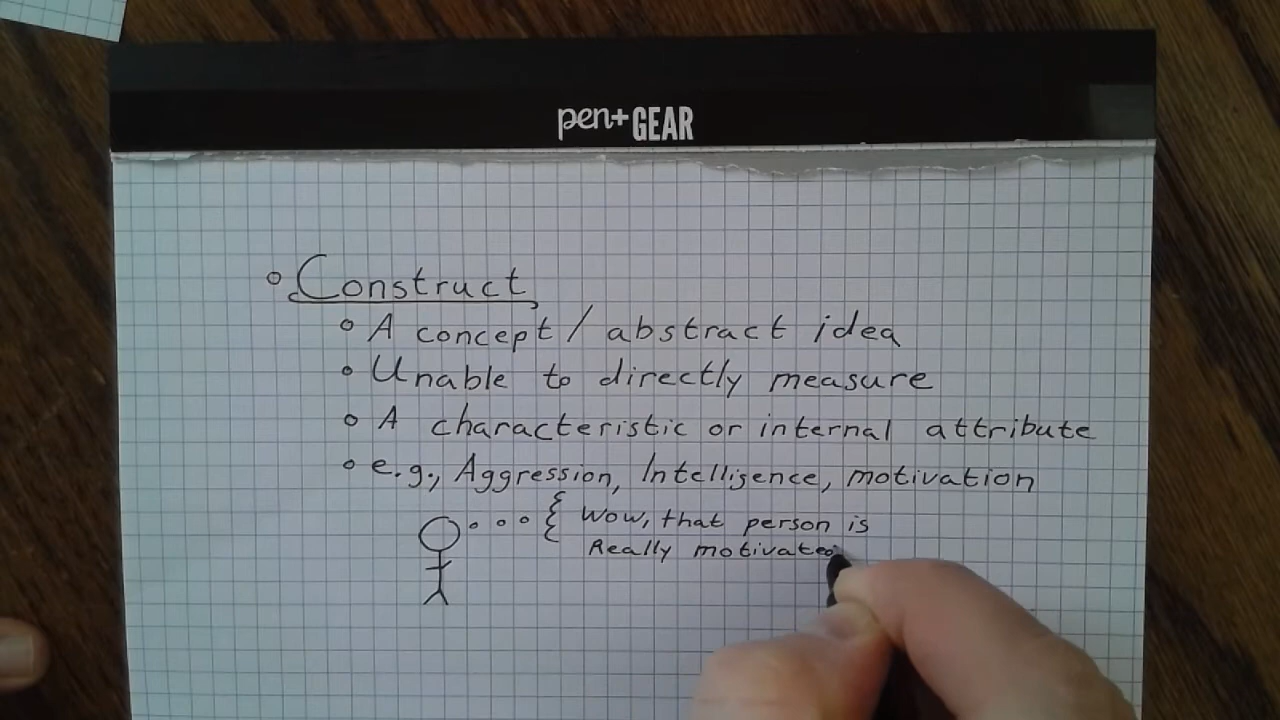 pen+GEAR
Construct
A concept / abstract idea
Unable to directly measure
A characteristic or internal attribute
e.g., Aggression, Intelligence, motivation
Wow, that person is
Really motivated